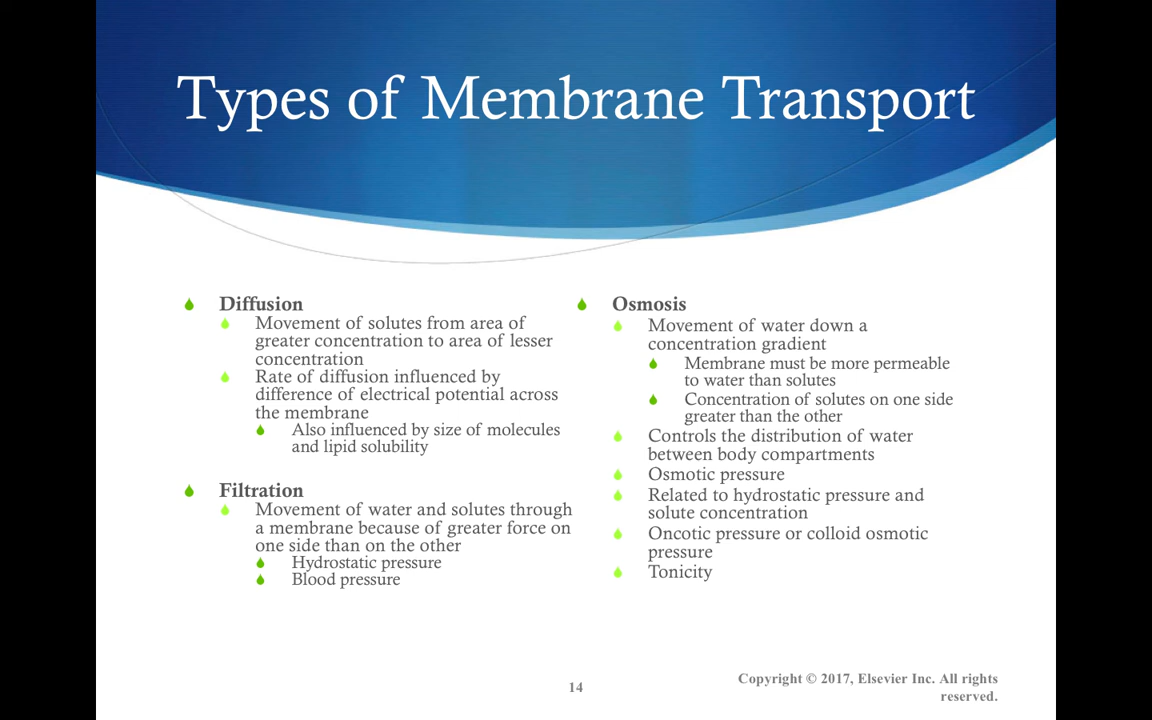 Types of Membrane Transport
Diffusion
Movement of solutes from area of
greater concentration to area of lesser
concentration
Rate of diffusion influenced by
difference of electrical potential across
the membrane
Also influenced by size of molecules
and lipid solubility
Filtration
Movement of water and solutes through
a membrane because of greater force on
one side than on the other
Hydrostatic pressure
Blood pressure
Osmosis
Movement of water down a
concentration gradient
Membrane must be more permeable
to water than solutes
Concentration of solutes on one side
greater than the other
Controls the distribution of water
between body compartments
Osmotic pressure
Related to hydrostatic pressure and
solute concentration
Oncotic pressure or colloid osmotic
pressure
Tonicity
14
Copyright © 2017, Elsevier Inc. All rights
reserved.